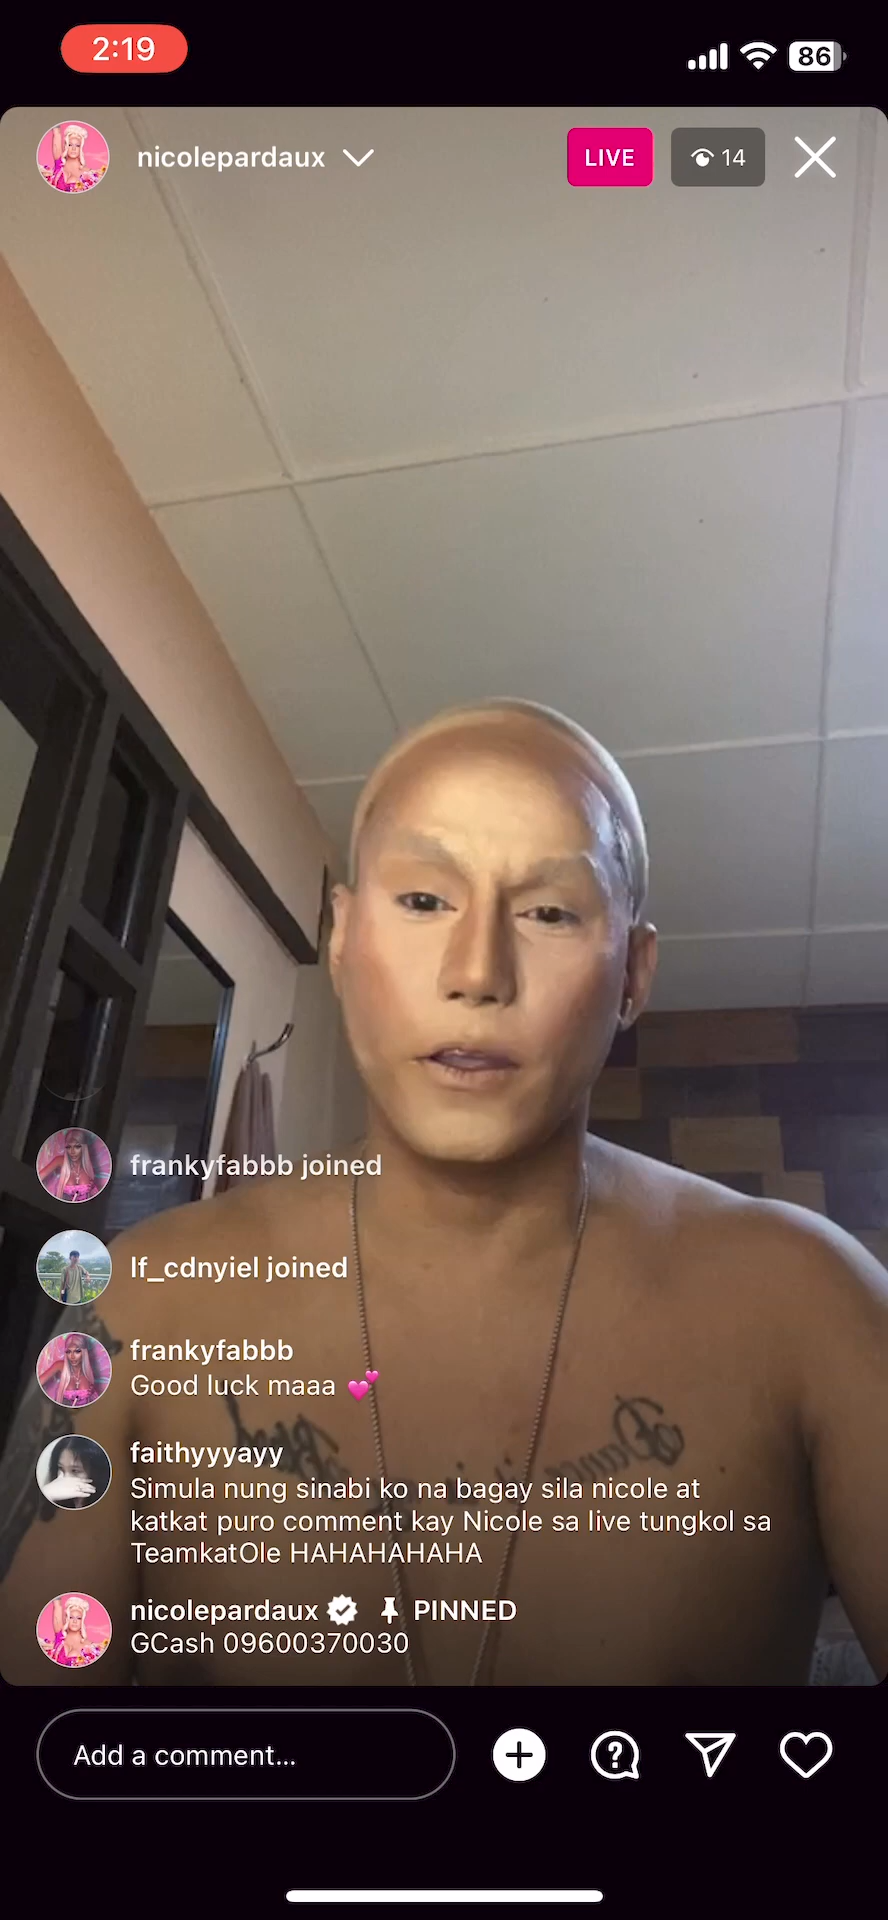 2:19
86
nicolepardaux
LIVE
14
frankyfabbb joined
lf_cdnyiel joined
frankyfabbb
Good luck maaa 💕
faithyyyayy
Simula nung sinabi ko na bagay sila nicole at
katkat puro comment kay Nicole sa live tungkol sa
TeamkatOle HAHAHAHAHA
nicolepardaux PINNED
GCash 09600370030
Add a comment...